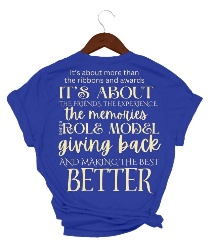 It's about more than
the ribbons and awards
IT'S ABOUT
THE FRIENDS, THE EXPERIENCE,
the memories
ROLE MODEL
giving back
AND MAKING THE BEST
BETTER